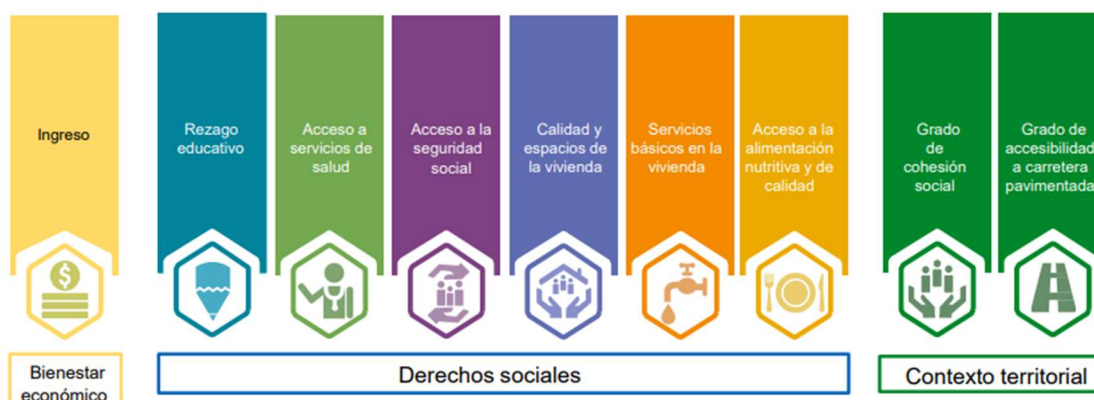 Ingreso
Rezago
educativo
Acceso a
servicios de
salud
Acceso a la
seguridad
social
Calidad y
espacios de
la vivienda
Servicios
básicos en la
vivienda
Acceso a la
alimentación
nutritiva y de
calidad
Grado
de
cohesión
social
Grado de
accesibilidad
a carretera
pavimentada
$
Bienestar
económico
Derechos sociales
Contexto territorial